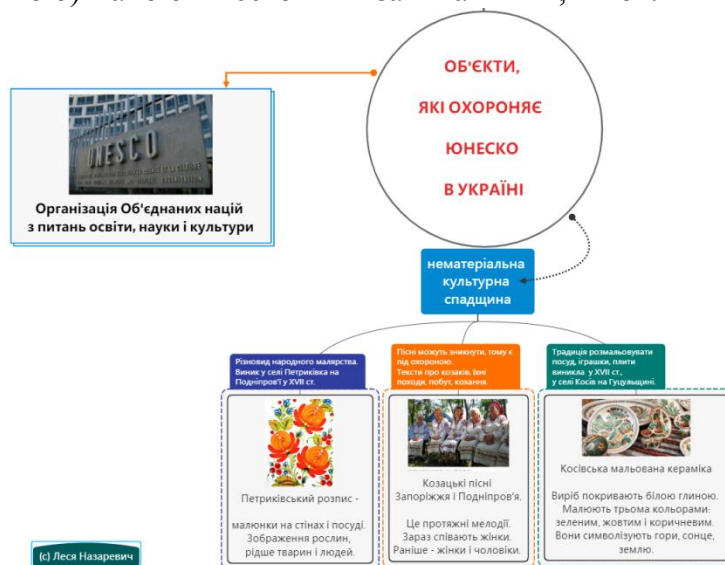 ОБ'ЄКТИ,
ЯКІ ОХОРОНЯЄ
ЮНЕСКО
В УКРАЇНІ
UNESCO
Організація Об'єднаних націй
з питань освіти, науки і культури
нематеріальна
культурна
спадщина
Різновид народного малярства.
Виник у селі Петриківка на
Подніпров'ї у XVII ст.
Петриківський розпис -
малюнки на стінах і посуді.
Зображення рослин,
рідше тварин і людей.
Пісні можуть зникнути, тому є
під охороною.
Тексти про козаків, їхні
походи, побут, кохання.
Козацькі пісні
Запоріжжя і Подніпров'я.
Це протяжні мелодії.
Зараз співають жінки.
Раніше - жінки і чоловіки.
Традиція розмальовувати
посуд, іграшки, плити
виникла у XVII ст.,
у селі Косів на Гуцульщині.
Косівська мальована кераміка
Виріб покривають білою глиною.
Малюють трьома кольорами:
зеленим, жовтим і коричневим.
Вони символізують гори, сонце,
землю.
(с) Леся Назаревич